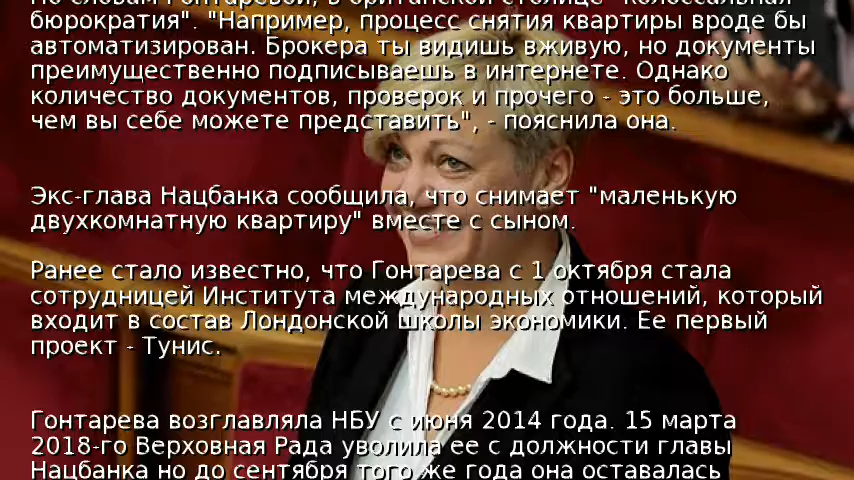 По словам Гонтаревой, в британской столице "колоссальная
бюрократия". "Например, процесс снятия квартиры вроде бы
автоматизирован. Брокера ты видишь вживую, но документы
преимущественно подписываешь в интернете. Однако
количество документов, проверок и прочего - это больше,
чем вы себе можете представить", - пояснила она.
Экс-глава Нацбанка сообщила, что снимает "маленькую
двухкомнатную квартиру" вместе с сыном.
Ранее стало известно, что Гонтарева с 1 октября стала
сотрудницей Института международных отношений, который
входит в состав Лондонской школы экономики. Ее первый
проект - Тунис.
Гонтарева возглавляла НБУ с июня 2014 года. 15 марта
2018-го Верховная Рада уволила ее с должности главы
Нацбанка но до сентября того же года она оставалась